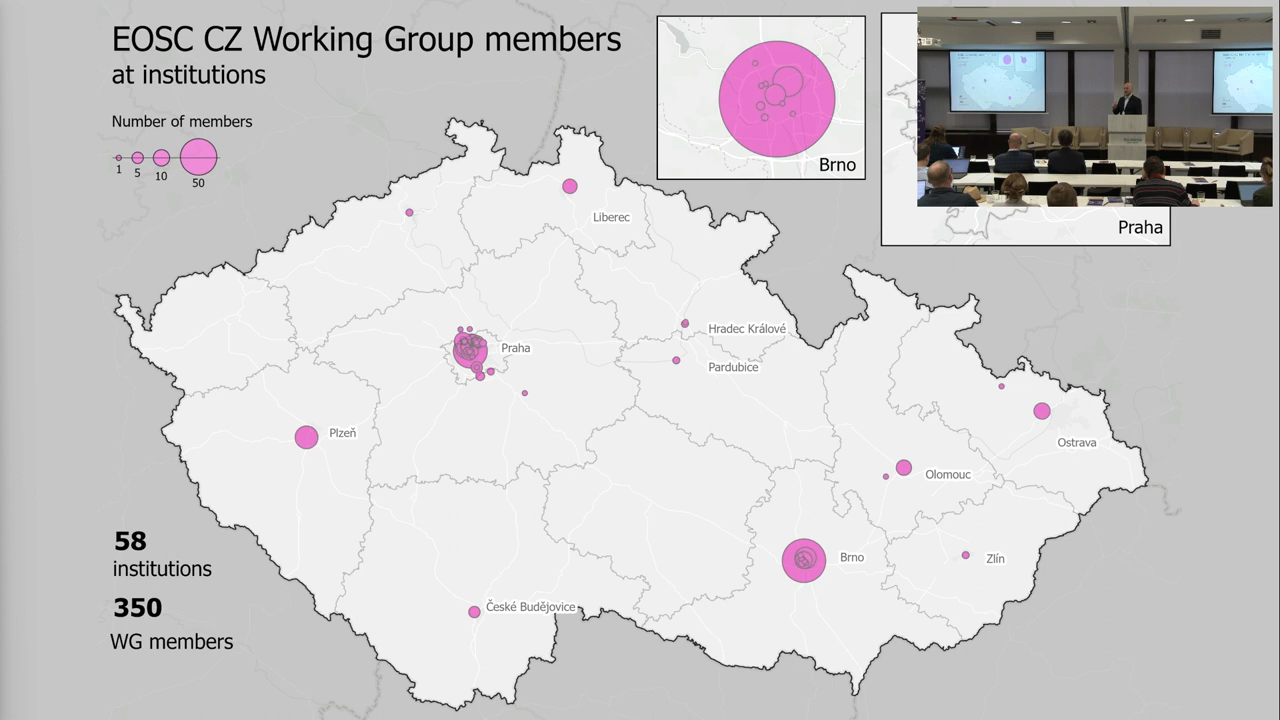 EOSC CZ Working Group members
at institutions
Number of members
1 5 10 50
Brno
Praha
Liberec
Praha
Hradec Králové
Pardubice
Plzeň
Ostrava
Olomouc
Brno
Zlín
České Budějovice
58
institutions
350
WG members